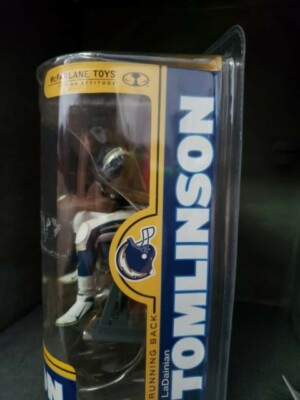 McFARLANE TOYS
RUNNING BACK
LaDainian
TOMLINSON